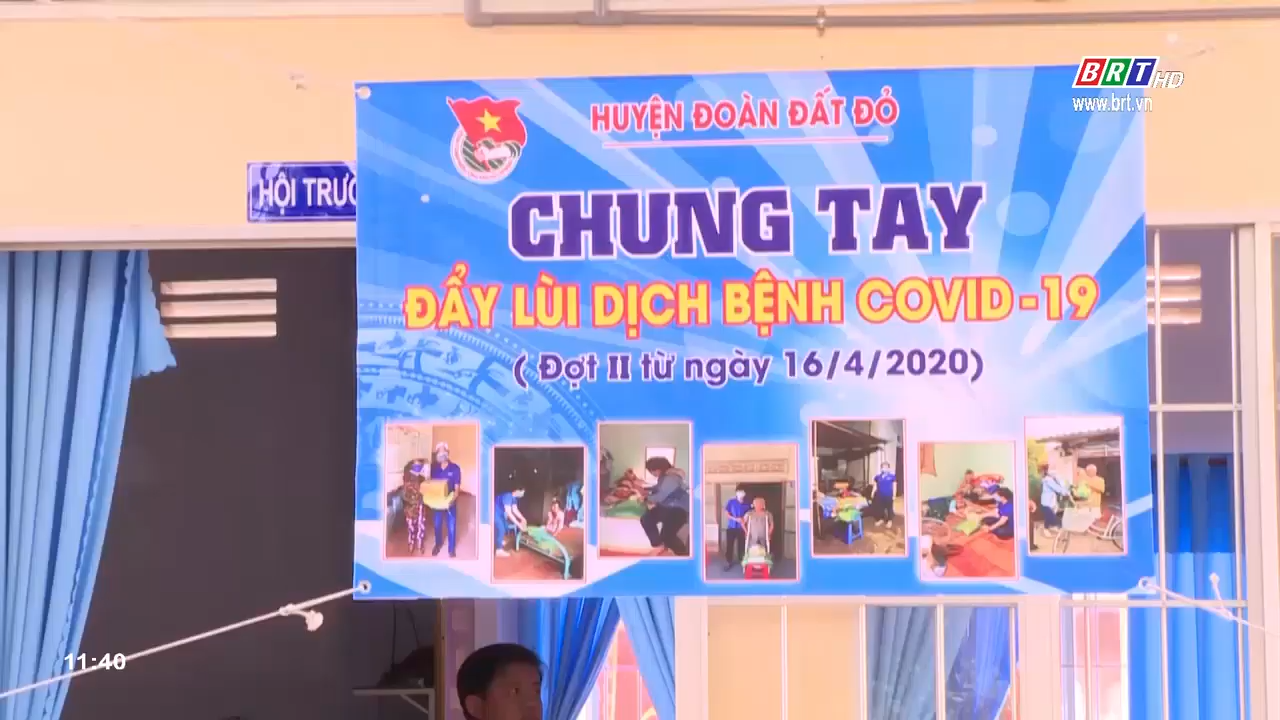 BRT HD
www.brt.vn
HUYỆN ĐOÀN ĐẤT ĐỎ
HỘI TRƯ
CHUNG TAY
ĐẨY LÙI DỊCH BỆNH COVID-19
( Đợt II từ ngày 16/4/2020)
11:40